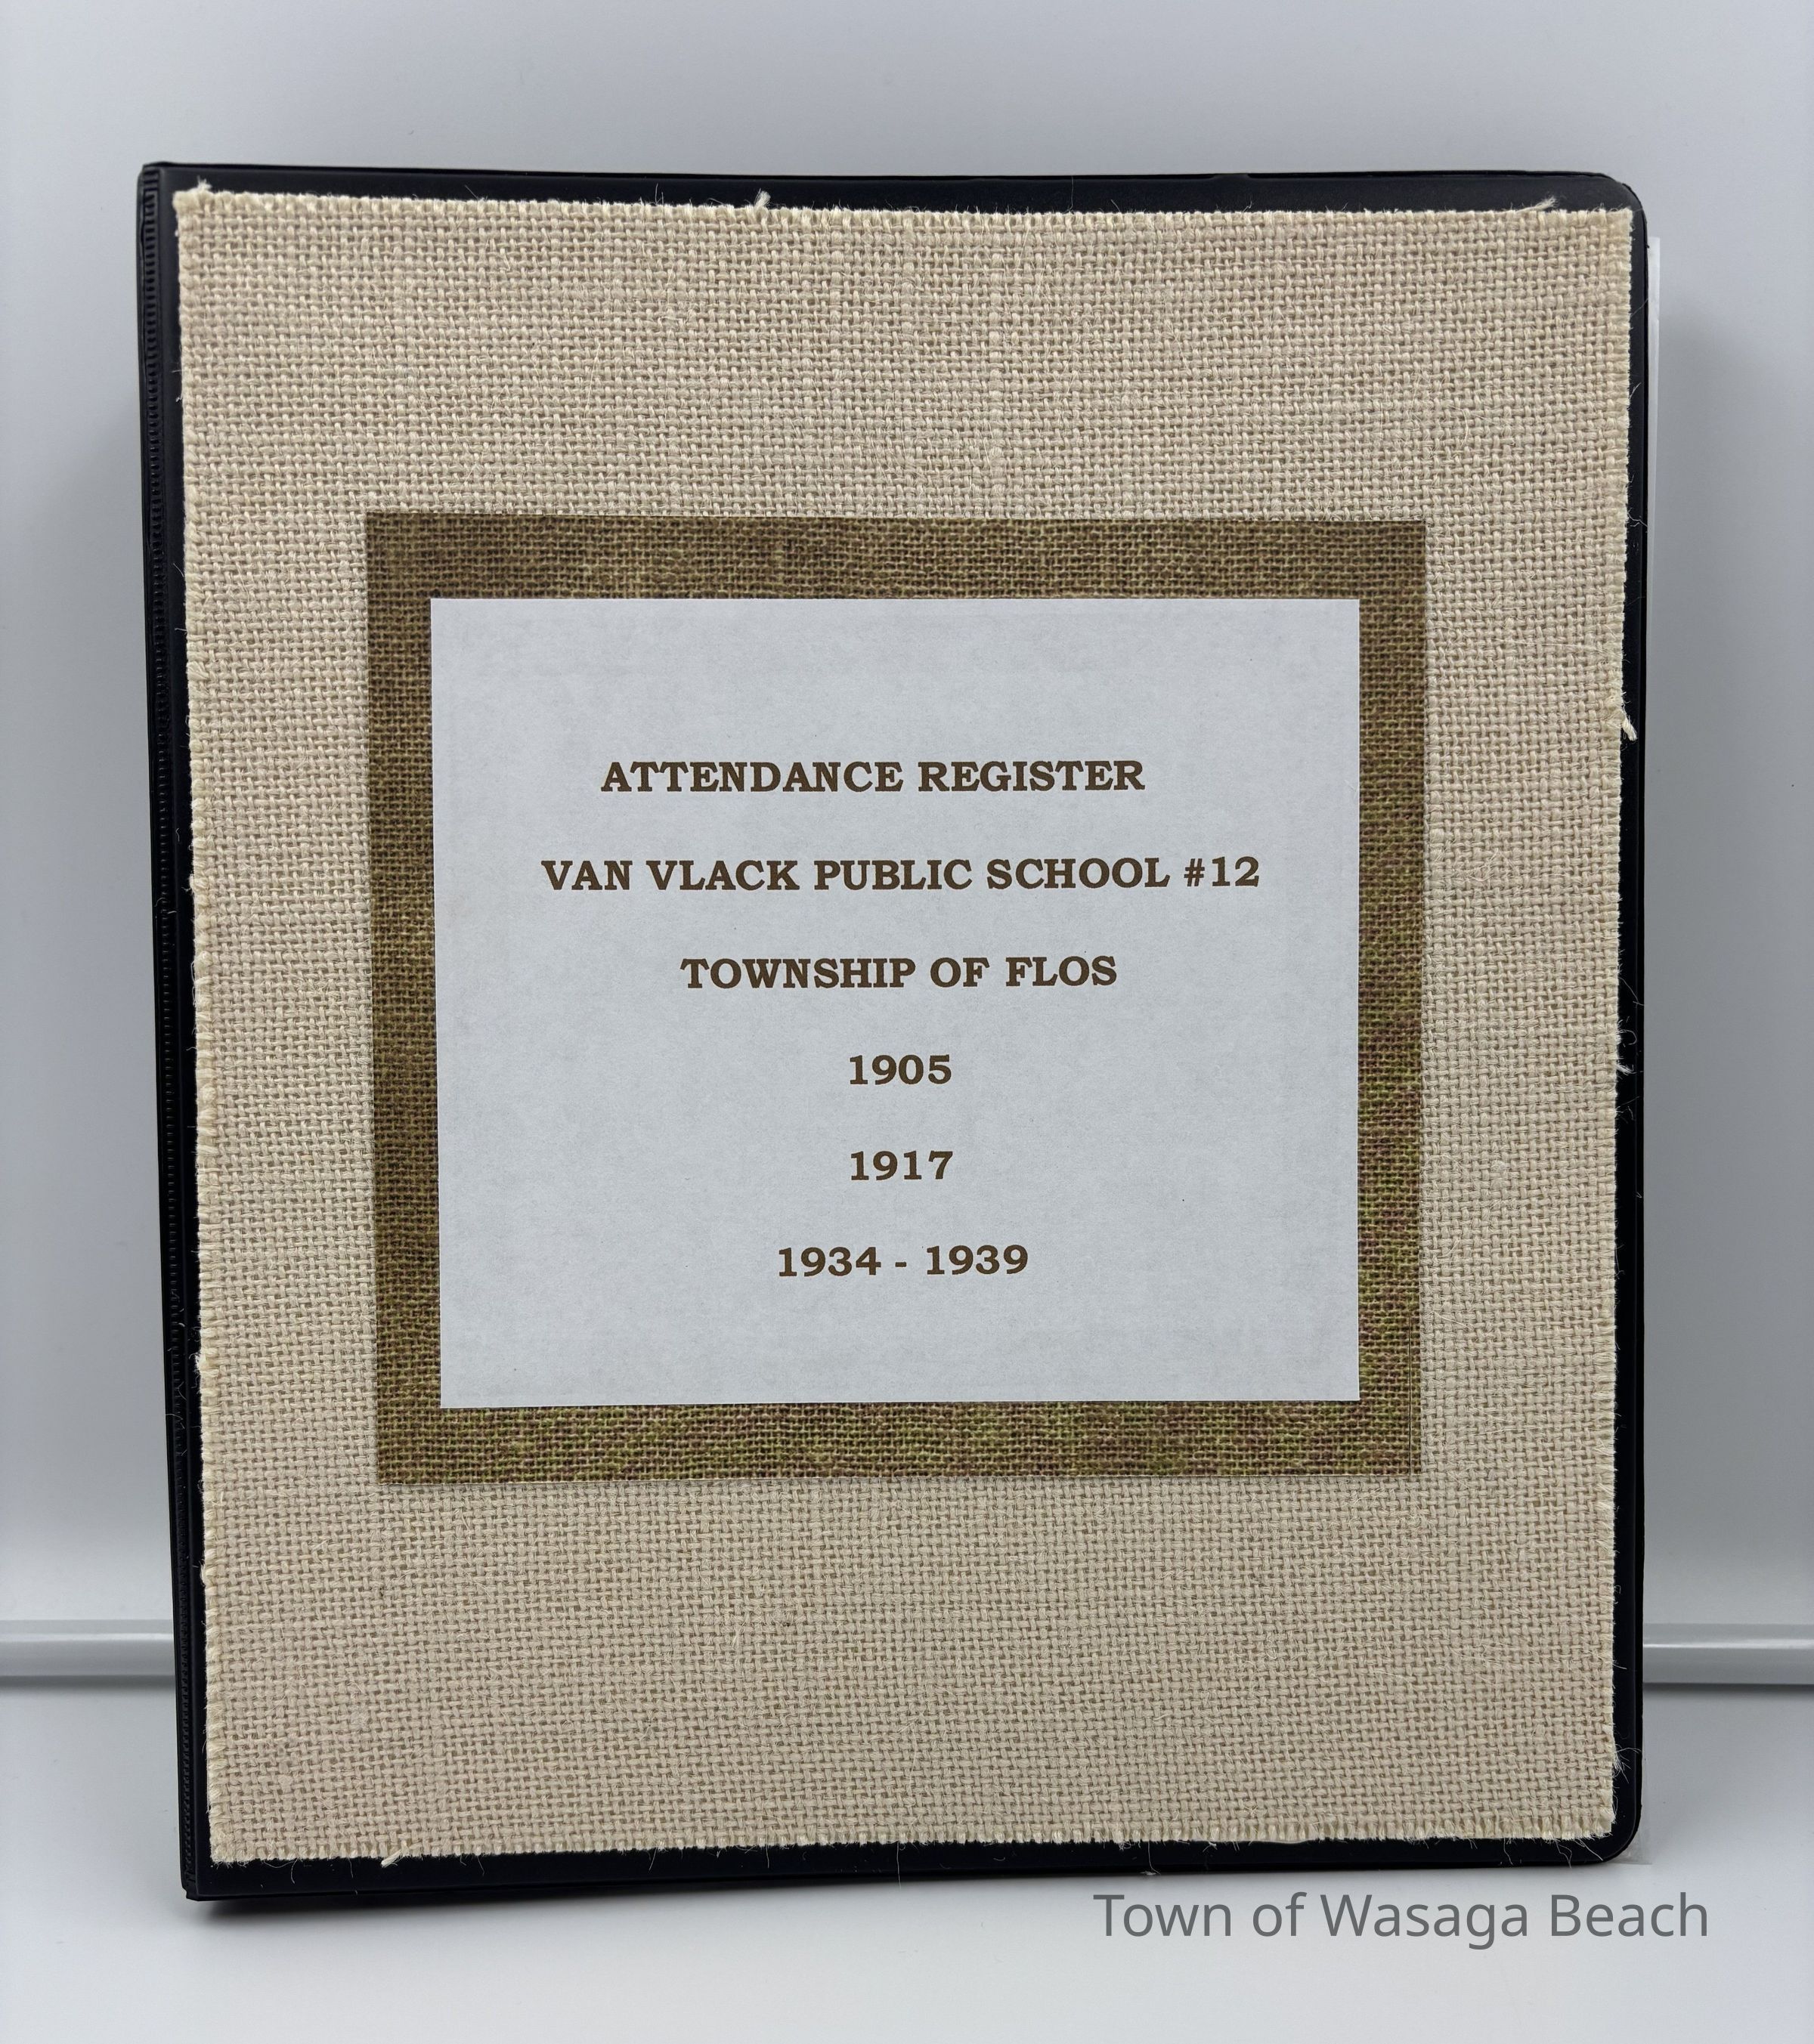 ATTENDANCE REGISTER
VAN VLACK PUBLIC SCHOOL #12
TOWNSHIP OF FLOS
1905
1917
1934 - 1939
Town of Wasaga Beach